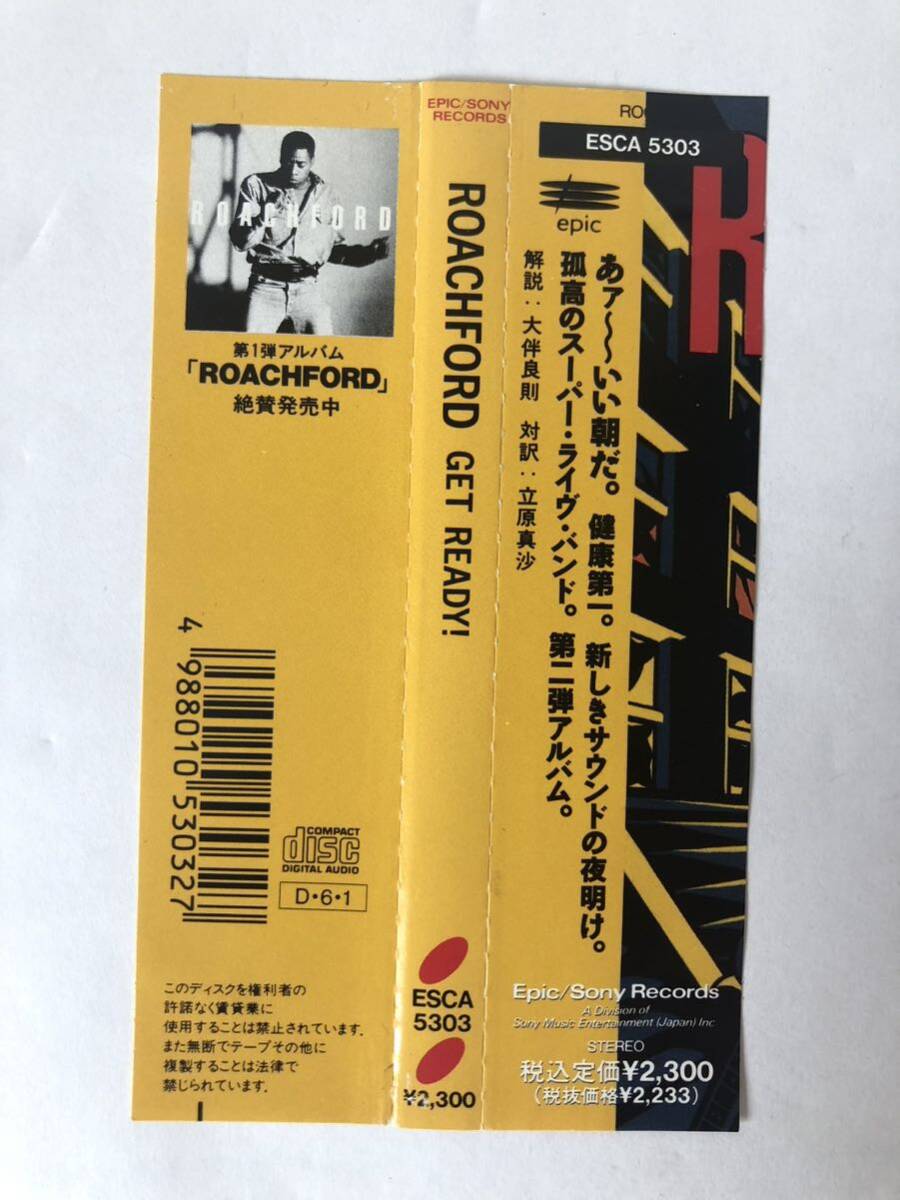 ROACHFORD
第1弾アルバム
「ROACHFORD」
絶賛発売中
4 988010 530327
COMPACT
disc
DIGITAL AUDIO
D・6・1
このディスクを権利者の
許諾なく賃貸業に
使用することは禁止されています。
また無断でテープその他に
複製することは法律で
禁じられています。
EPIC/SONY
RECORDS
ROACHFORD GET READY!
ESCA
5303
¥2,300
ESCA 5303
epic
あァ〜〜いい朝だ。 健康第一。 新しきサウンドの夜明け。
孤高のスーパー・ライヴ・バンド。 第二弾アルバム。
解説：大伴良則 対訳：立原真沙
Epic/Sony Records
A Division of
Sony Music Entertainment (Japan) Inc
STEREO
税込定価¥2,300
(税抜価格¥2,233)